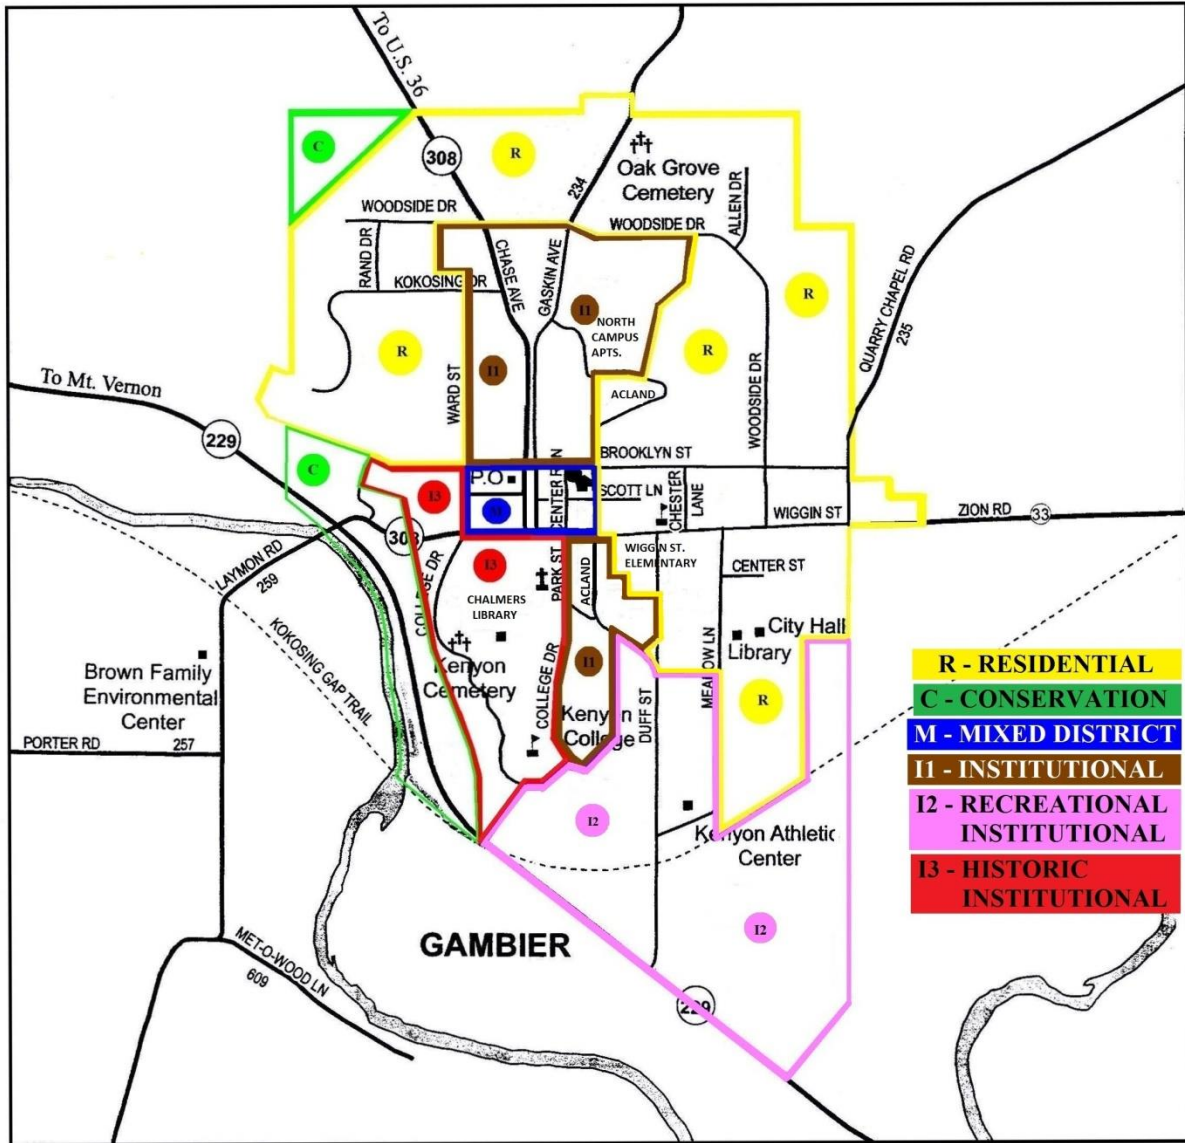 To U.S. 36
C
308
R
234
Oak Grove
Cemetery
ALLEN DR
WOODSIDE DR
WOODSIDE DR
RAND DR
CHASE AVE
GASKIN AVE
KOKOSING DR
QUARRY CHAPEL RD
235
R
I1
NORTH
CAMPUS
APTS.
R
R
I1
To Mt. Vernon
WARD ST
ACLAND
WOODSIDE DR
229
BROOKLYN ST
C
P.O
I3
M
SCOTT LN
CHESTER
LANE
WIGGIN ST
ZION RD
33
LAYMON RD
259
I3
PARK ST
ACLAND
WIGGIN ST.
ELEMENTARY
CENTER ST
COLLEGE DR
CHALMERS
LIBRARY
KOKOSING GAP TRAIL
Kenyon
Cemetery
COLLEGE DR
I1
MEADOW LN
City Hall
Library
Brown Family
Environmental
Center
PORTER RD
257
Kenyon
College
DUFF ST
R
R - RESIDENTIAL
C - CONSERVATION
M - MIXED DISTRICT
I1 - INSTITUTIONAL
I2 - RECREATIONAL
INSTITUTIONAL
I3 - HISTORIC
INSTITUTIONAL
I2
Kenyon Athletic
Center
I2
GAMBIER
MET-O-WOOD LN
609
229